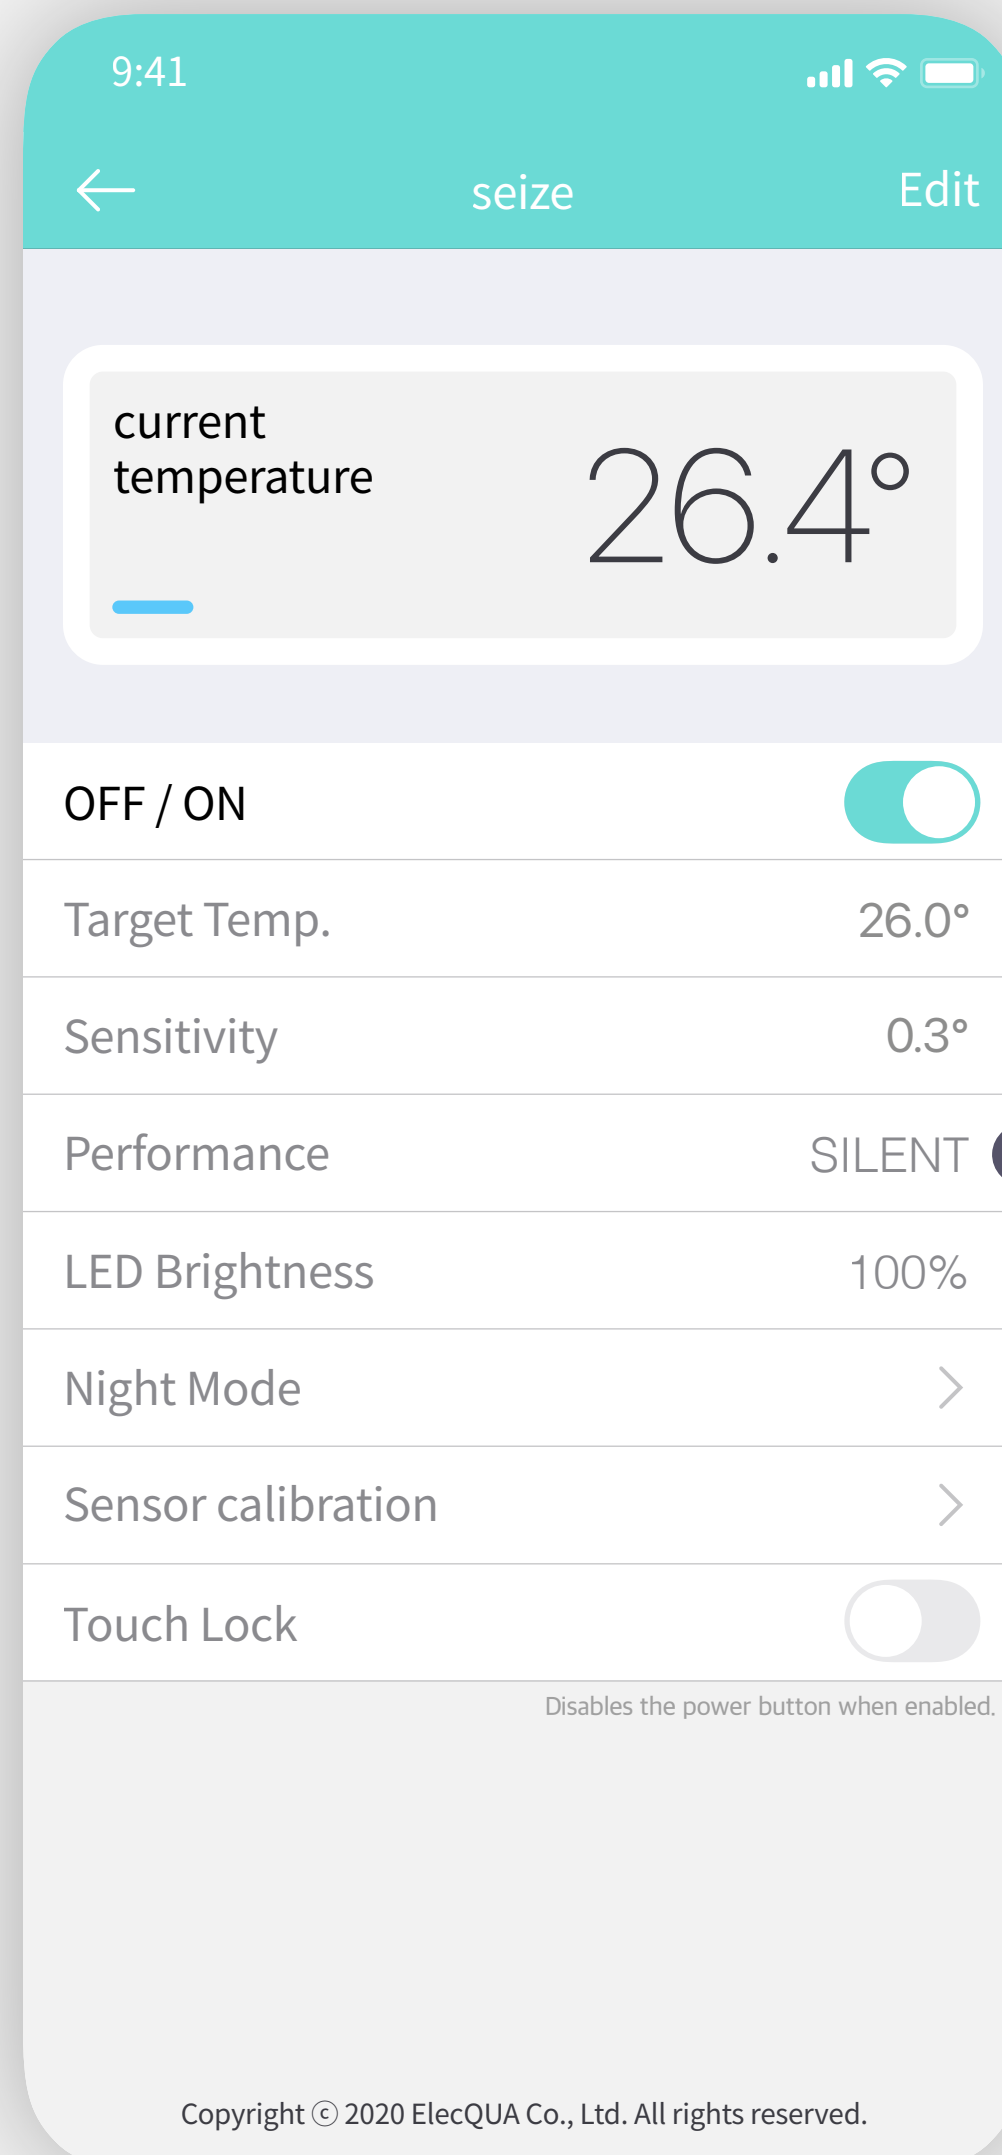 9:41
seize
Edit
current
temperature
26.4°
OFF / ON
Target Temp.
26.0°
Sensitivity
0.3°
Performance
SILENT
LED Brightness
100%
Night Mode
Sensor calibration
Touch Lock
Disables the power button when enabled.
Copyright ⓒ 2020 ElecQUA Co., Ltd. All rights reserved.